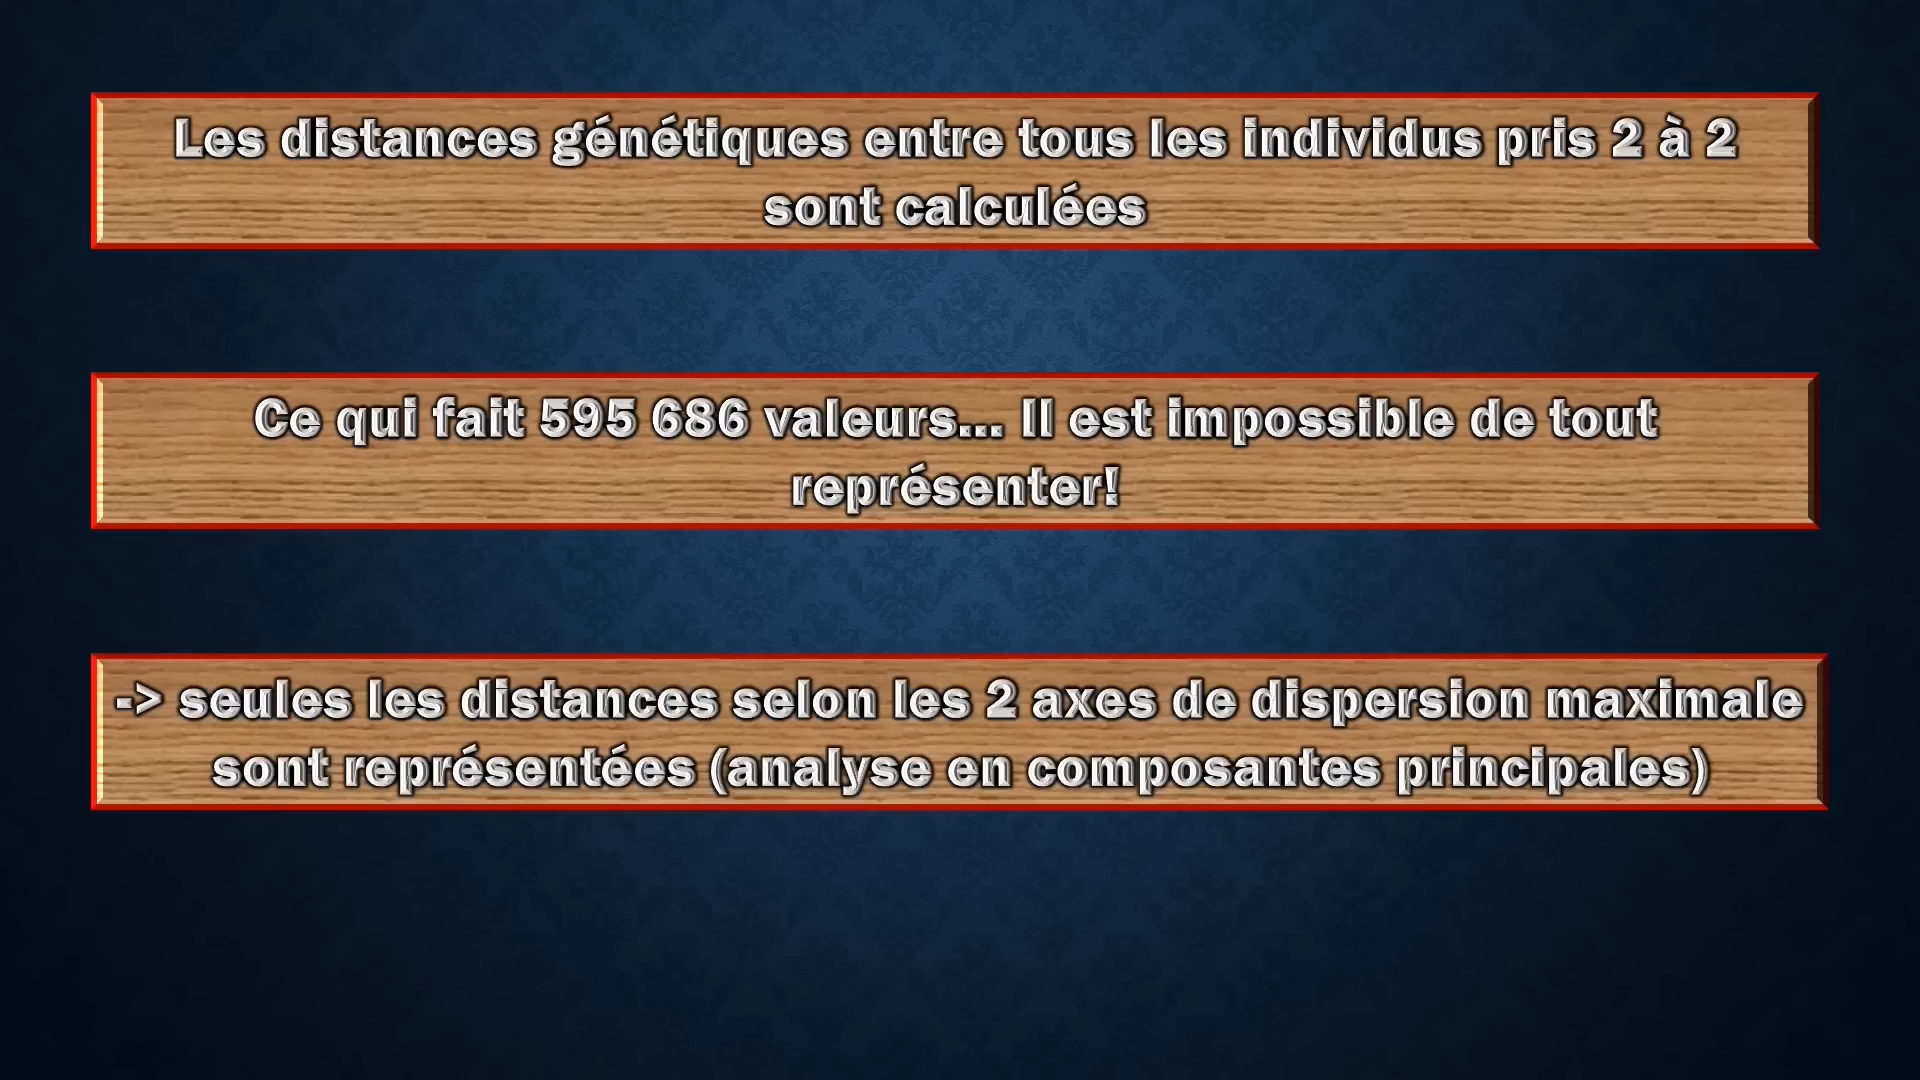 Les distances génétiques entre tous les individus pris 2 à 2
sont calculées
Ce qui fait 595 686 valeurs... Il est impossible de tout
représenter!
-> seules les distances selon les 2 axes de dispersion maximale
sont représentées (analyse en composantes principales)